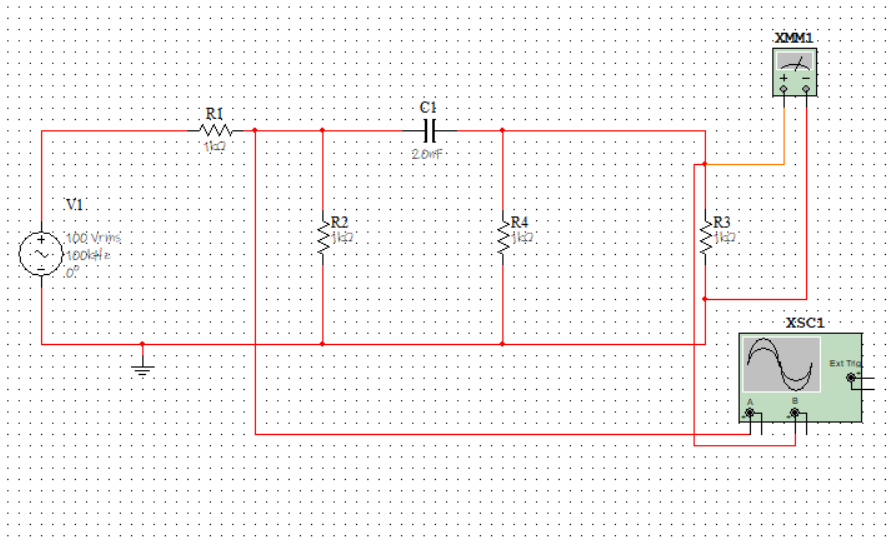 XMM1
+ −
R1
1kΩ
C1
2.0mF
V1
+
100 Vrms
100kHz
0°
R2
1kΩ
R4
1kΩ
R3
1kΩ
XSC1
Ext Trig
+
A
B
+
+